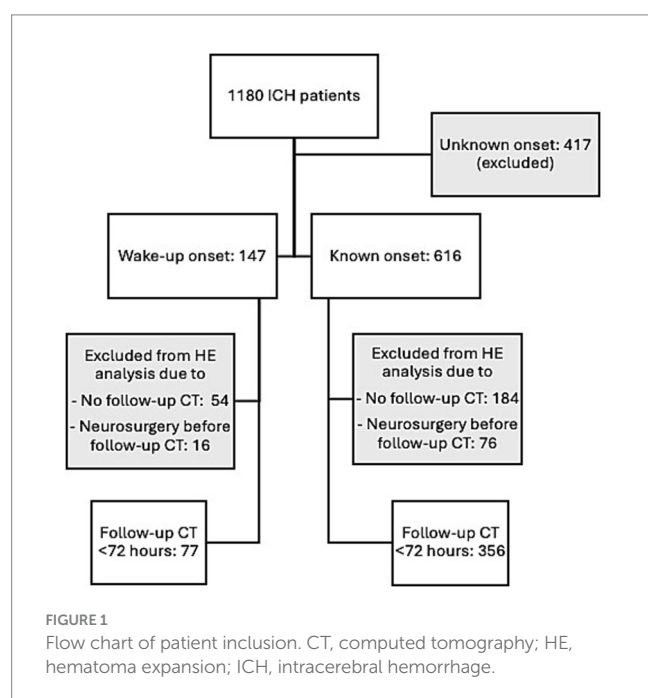 1180 ICH patients
Unknown onset: 417
(excluded)
Wake-up onset: 147
Known onset: 616
Excluded from HE
analysis due to
- No follow-up CT: 54
- Neurosurgery before
follow-up CT: 16
Excluded from HE
analysis due to
- No follow-up CT: 184
- Neurosurgery before
follow-up CT: 76
Follow-up CT
<72 hours: 77
Follow-up CT
<72 hours: 356
FIGURE 1
Flow chart of patient inclusion. CT, computed tomography; HE,
hematoma expansion; ICH, intracerebral hemorrhage.